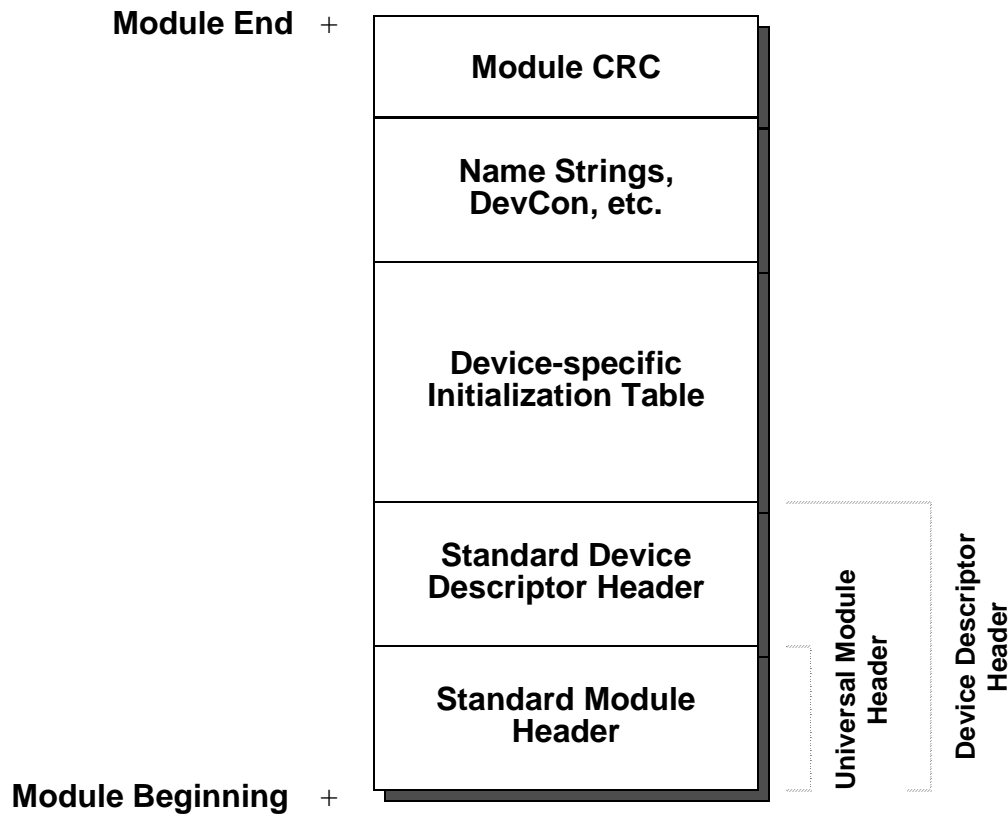 Module End +
Module CRC
Name Strings,
DevCon, etc.
Device-specific
Initialization Table
Standard Device
Descriptor Header
Standard Module
Header
Universal Module
Header
Device Descriptor
Header
Module Beginning +